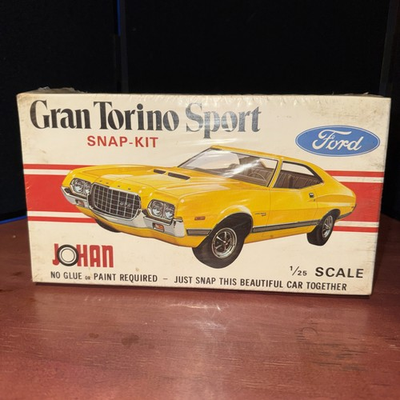 Gran Torino Sport
SNAP-KIT
Ford
JOHAN
1/25 SCALE
NO GLUE OR PAINT REQUIRED - JUST SNAP THIS BEAUTIFUL CAR TOGETHER